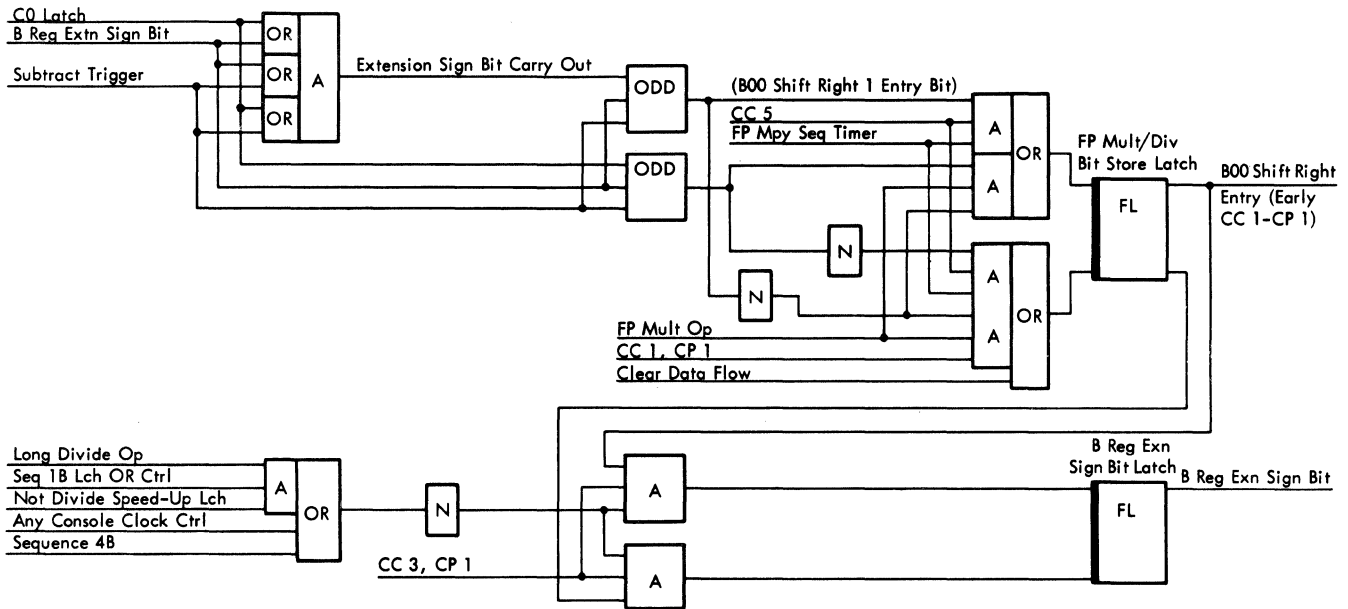 C0 Latch
B Reg Extn Sign Bit
Subtract Trigger
OR
OR
OR
A
Extension Sign Bit Carry Out
ODD
ODD
(B00 Shift Right 1 Entry Bit)
CC 5
FP Mpy Seq Timer
A
A
OR
FP Mult/Div
Bit Store Latch
FL
B00 Shift Right
Entry (Early
CC 1-CP 1)
N
N
A
A
OR
FP Mult Op
CC 1, CP 1
Clear Data Flow
Long Divide Op
Seq 1B Lch OR Ctrl
Not Divide Speed-Up Lch
Any Console Clock Ctrl
Sequence 4B
A
OR
N
CC 3, CP 1
A
A
B Reg Exn
Sign Bit Latch
FL
B Reg Exn Sign Bit